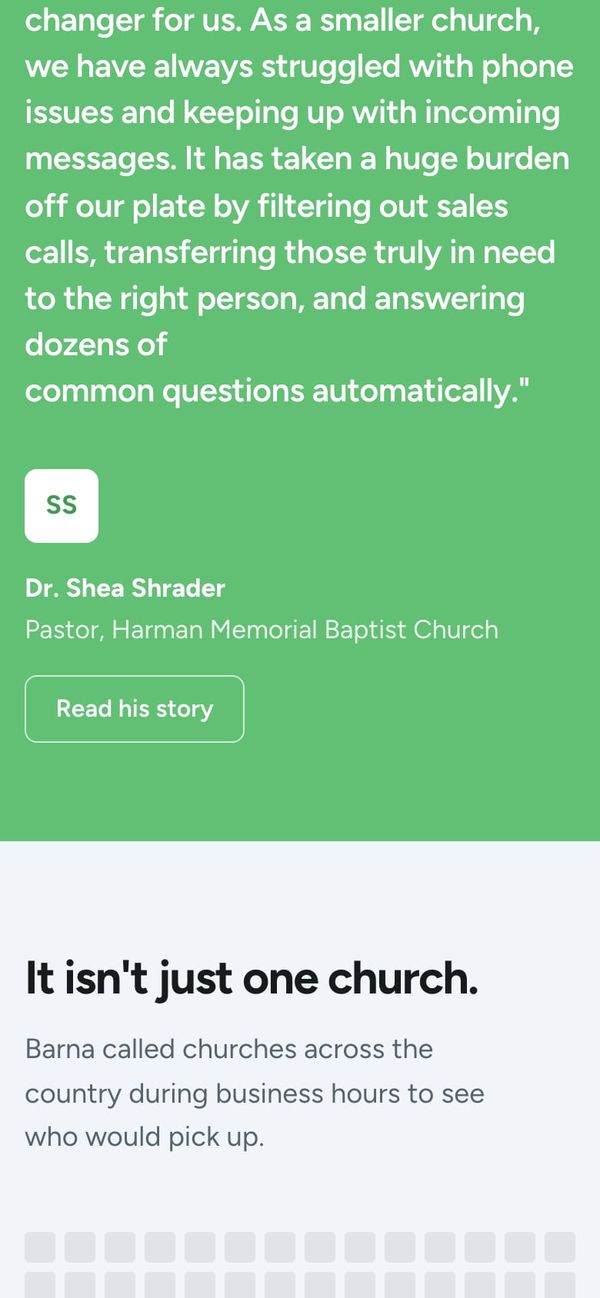 changer for us. As a smaller church,
we have always struggled with phone
issues and keeping up with incoming
messages. It has taken a huge burden
off our plate by filtering out sales
calls, transferring those truly in need
to the right person, and answering
dozens of
common questions automatically."
SS
Dr. Shea Shrader
Pastor, Harman Memorial Baptist Church
Read his story
It isn't just one church.
Barna called churches across the
country during business hours to see
who would pick up.